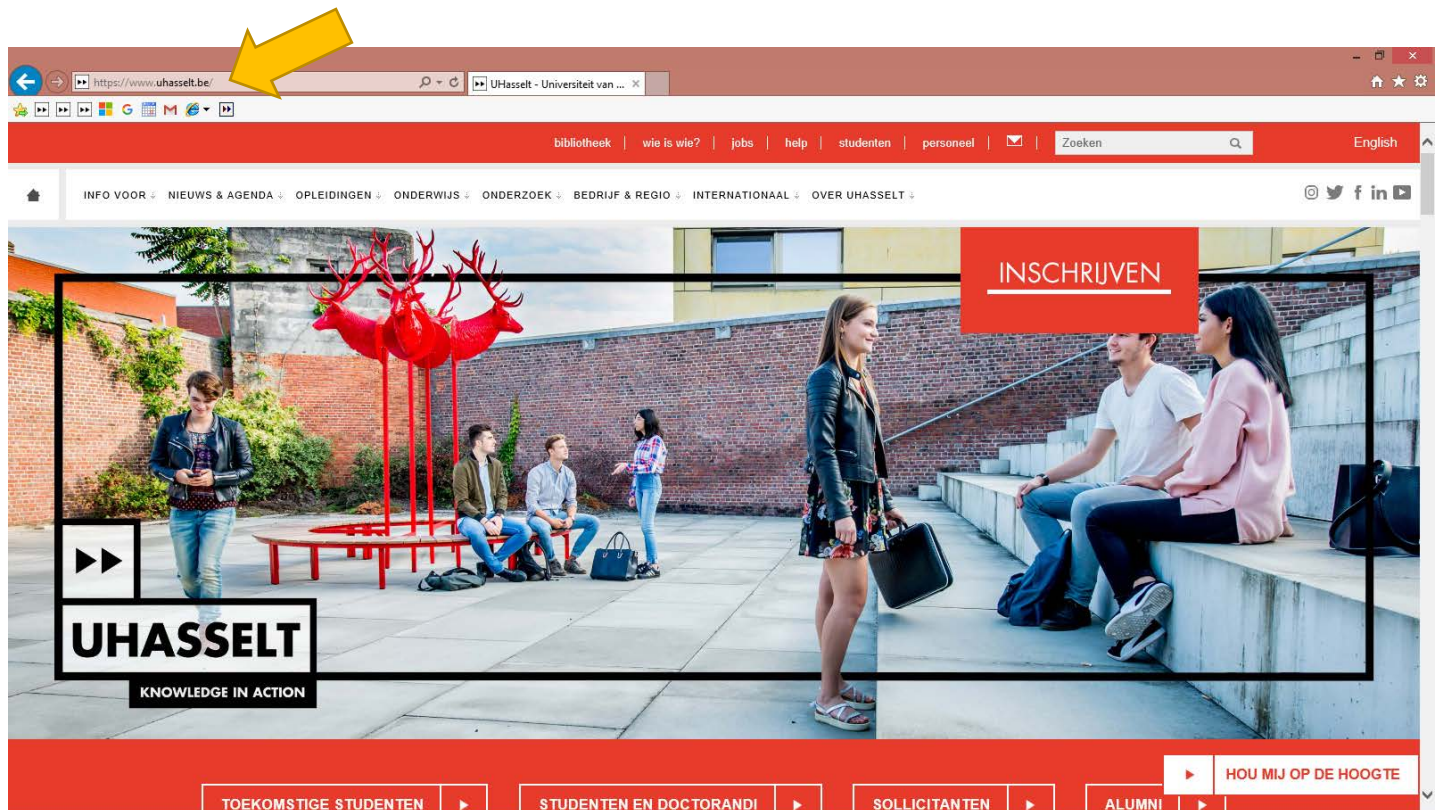 https://www.uhasselt.be/
UHasselt - Universiteit van ...
bibliotheek | wie is wie? | jobs | help | studenten | personeel | | Zoeken
English
INFO VOOR NIEUWS & AGENDA OPLEIDINGEN ONDERWIJS ONDERZOEK BEDRIJF & REGIO INTERNATIONAAL OVER UHASSELT
INSCHRIJVEN
UHASSELT
KNOWLEDGE IN ACTION
HOU MIJ OP DE HOOGTE
TOEKOMSTIGE STUDENTEN STUDENTEN EN DOCTORANDI SOLLICITANTEN ALUMNI